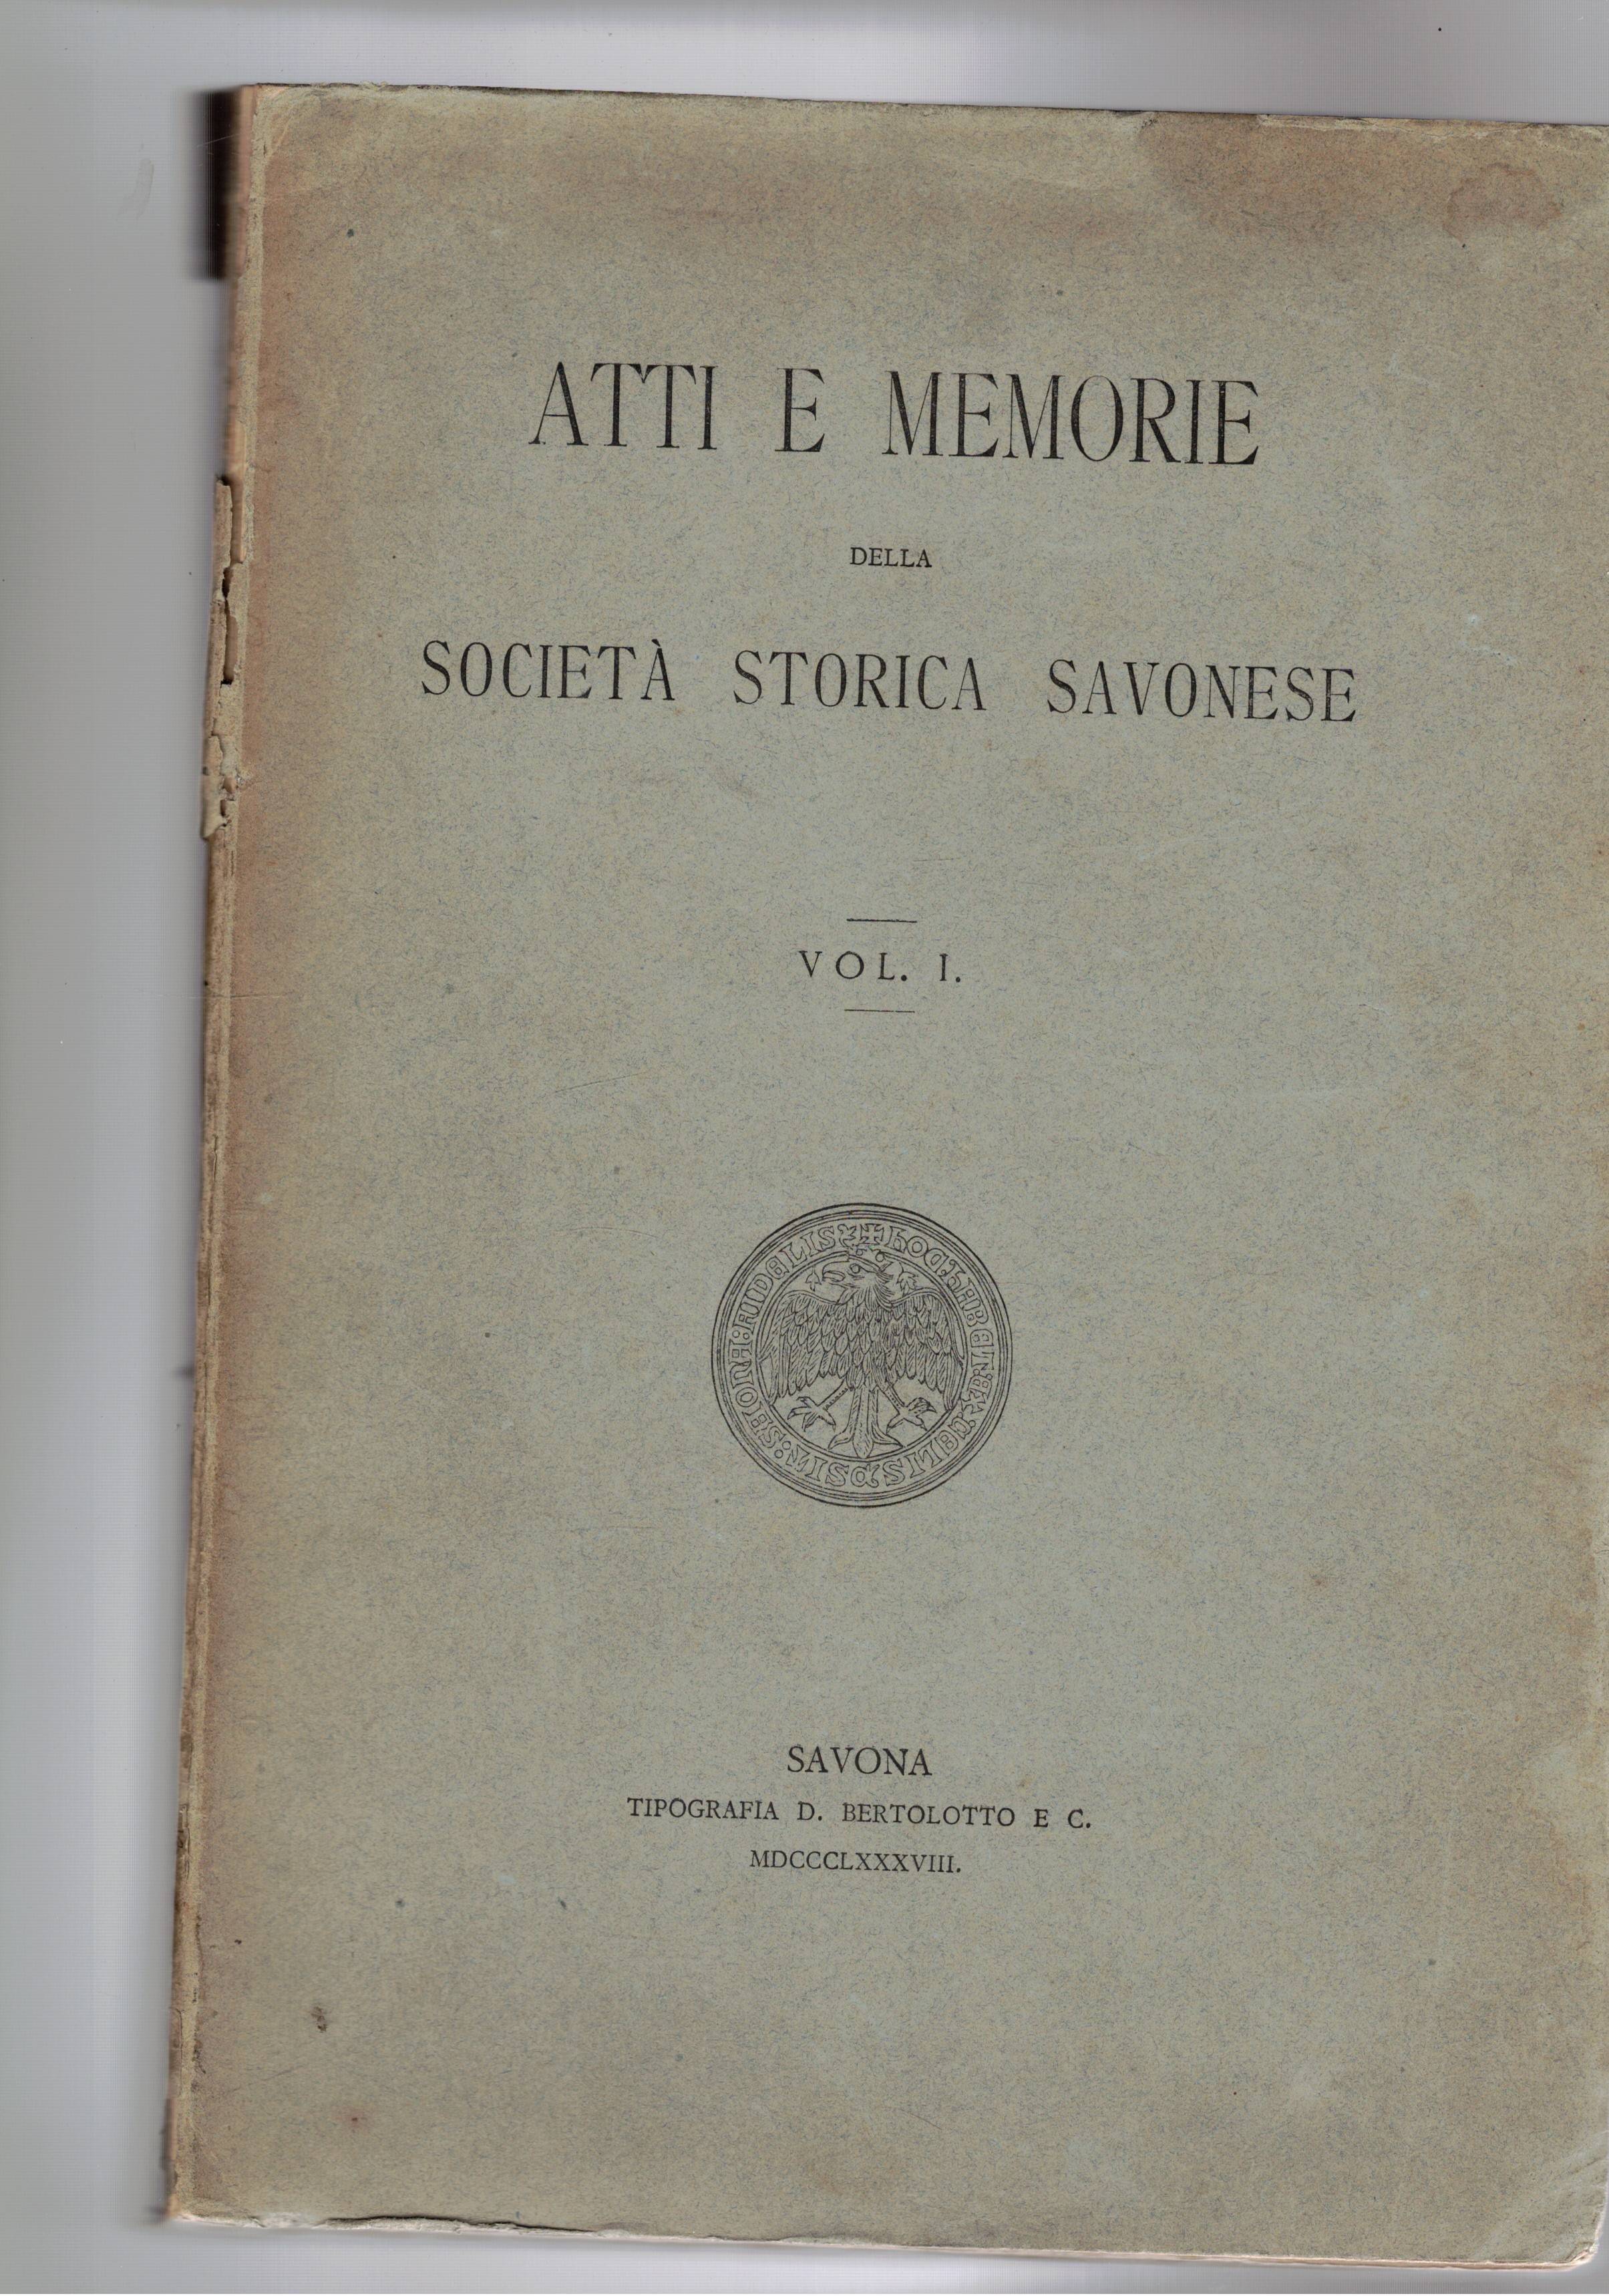 ATTI E MEMORIE
DELLA
SOCIETÀ STORICA SAVONESE
VOL. I.
SAVONA
TIPOGRAFIA D. BERTOLOTTO E C.
MDCCCLXXXVIII.